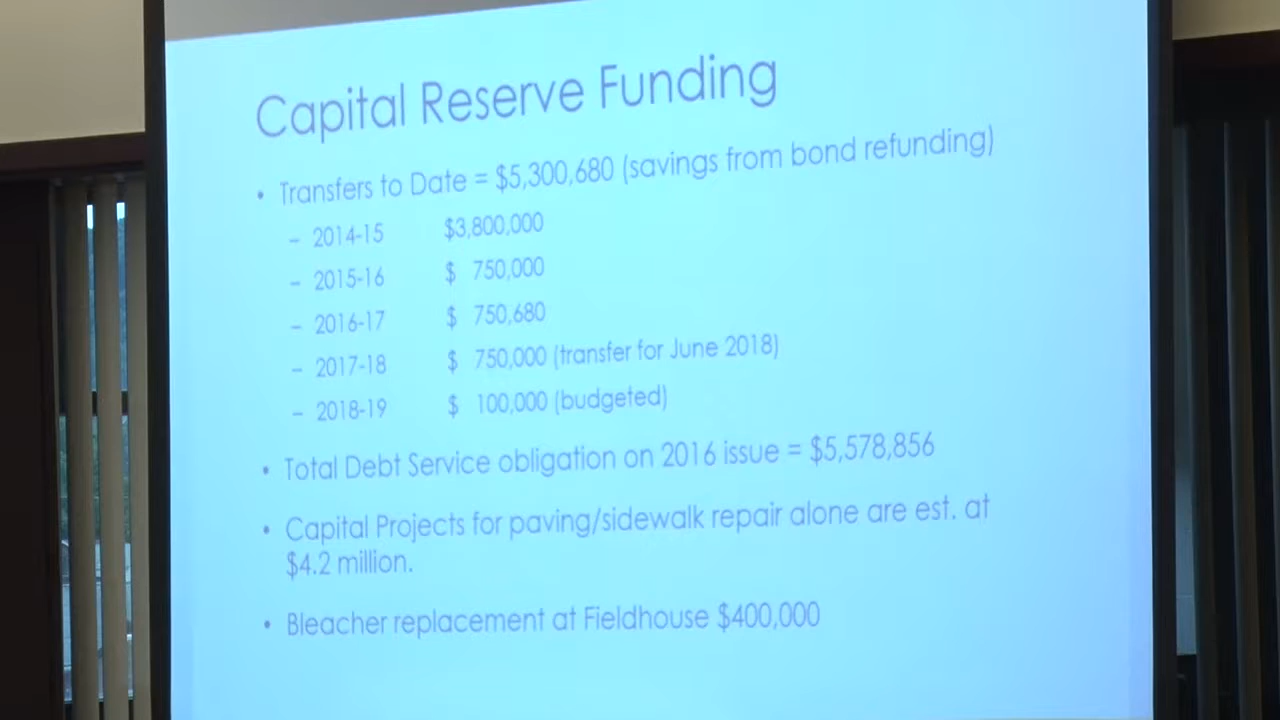 Capital Reserve Funding
• Transfers to Date = $5,300,680 (savings from bond refunding)
– 2014-15 $3,800,000
– 2015-16 $ 750,000
– 2016-17 $ 750,680
– 2017-18 $ 750,000 (transfer for June 2018)
– 2018-19 $ 100,000 (budgeted)
• Total Debt Service obligation on 2016 issue = $5,578,856
• Capital Projects for paving/sidewalk repair alone are est. at
$4.2 million.
• Bleacher replacement at Fieldhouse $400,000